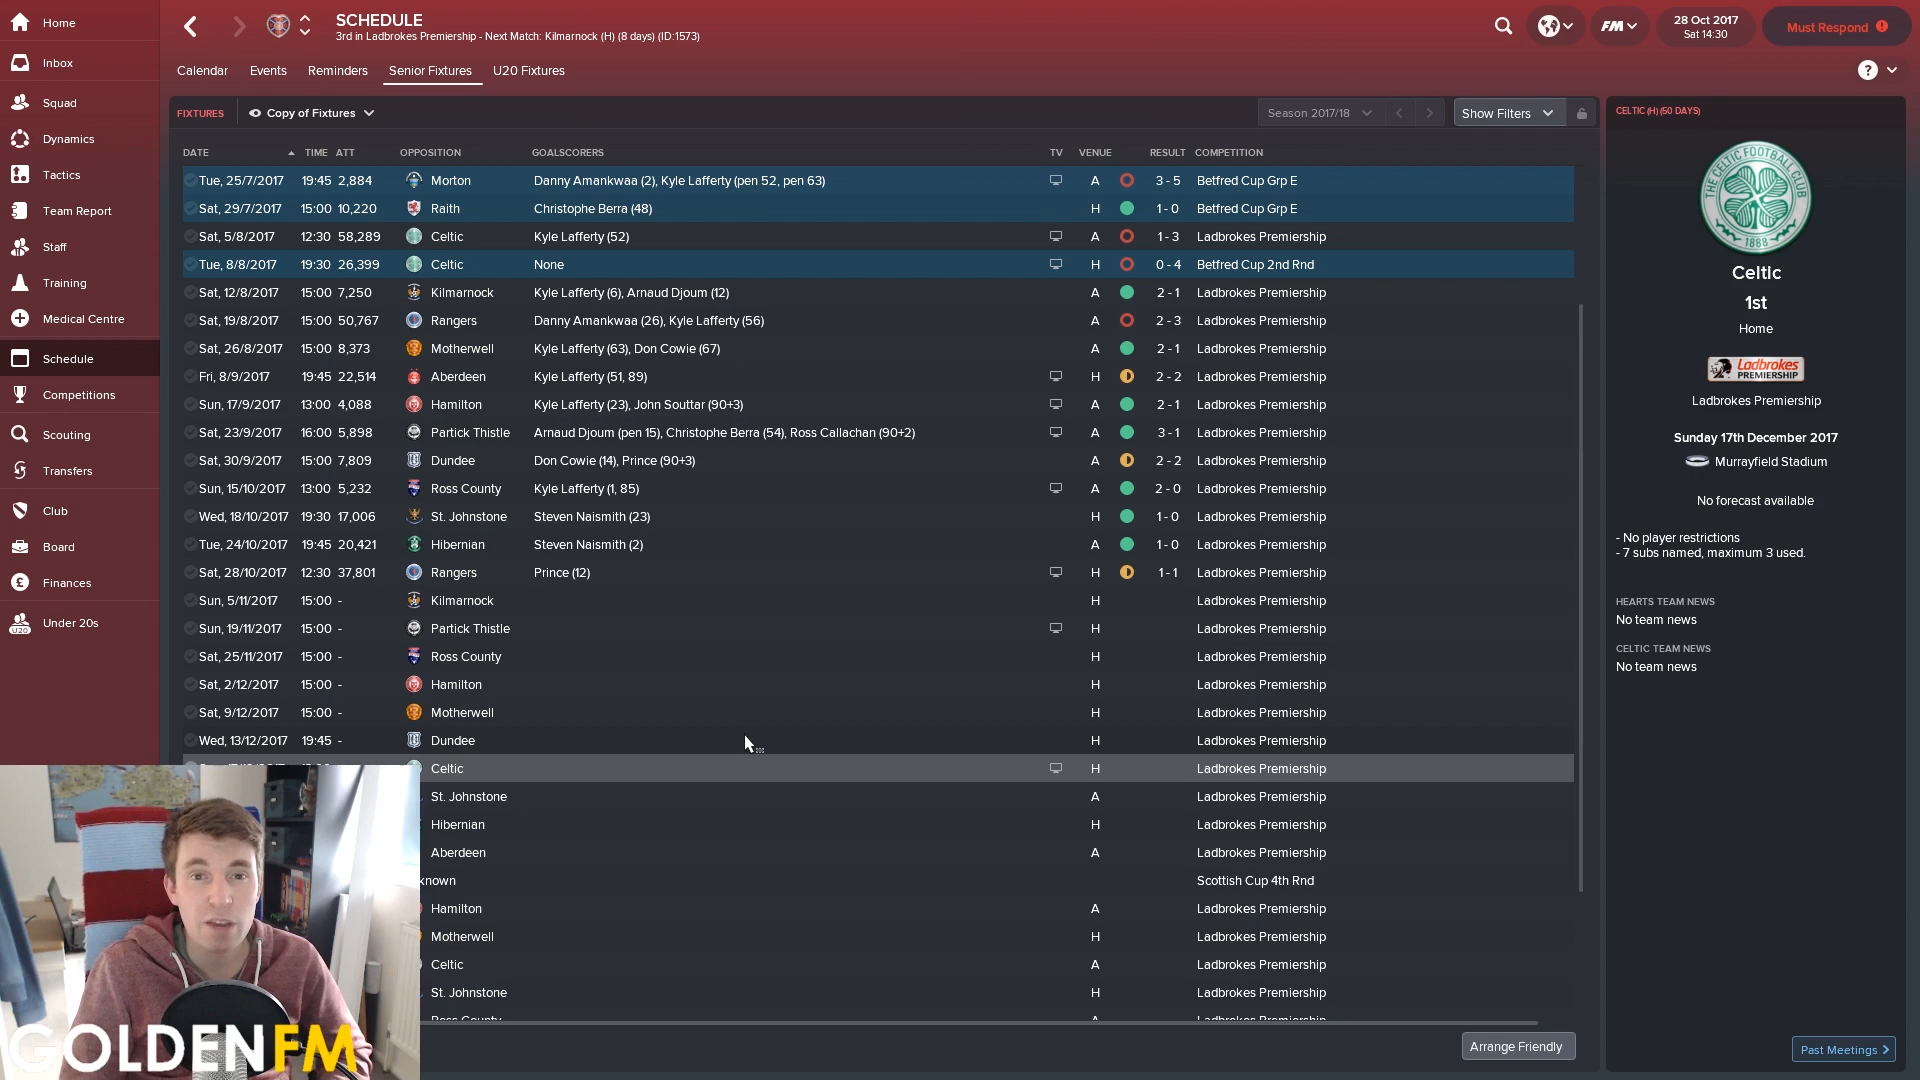 Home
Inbox
Squad
Dynamics
Tactics
Team Report
Staff
Training
Medical Centre
Schedule
Competitions
Scouting
Transfers
Club
Board
Finances
Under 20s
U20
SCHEDULE
3rd in Ladbrokes Premiership - Next Match: Kilmarnock (H) (8 days) (ID:1573)
FM
28 Oct 2017
Sat 14:30
Must Respond
Calendar Events Reminders Senior Fixtures U20 Fixtures
?
FIXTURES Copy of Fixtures Season 2017/18 Show Filters
DATE TIME ATT OPPOSITION GOALSCORERS TV VENUE RESULT COMPETITION
Tue, 25/7/2017 19:45 2,884 Morton Danny Amankwaa (2), Kyle Lafferty (pen 52, pen 63) A 3 - 5 Betfred Cup Grp E
Sat, 29/7/2017 15:00 10,220 Raith Christophe Berra (48) H 1 - 0 Betfred Cup Grp E
Sat, 5/8/2017 12:30 58,289 Celtic Kyle Lafferty (52) A 1 - 3 Ladbrokes Premiership
Tue, 8/8/2017 19:30 26,399 Celtic None H 0 - 4 Betfred Cup 2nd Rnd
Sat, 12/8/2017 15:00 7,250 Kilmarnock Kyle Lafferty (6), Arnaud Djoum (12) A 2 - 1 Ladbrokes Premiership
Sat, 19/8/2017 15:00 50,767 Rangers Danny Amankwaa (26), Kyle Lafferty (56) A 2 - 3 Ladbrokes Premiership
Sat, 26/8/2017 15:00 8,373 Motherwell Kyle Lafferty (63), Don Cowie (67) A 2 - 1 Ladbrokes Premiership
Fri, 8/9/2017 19:45 22,514 Aberdeen Kyle Lafferty (51, 89) H 2 - 2 Ladbrokes Premiership
Sun, 17/9/2017 13:00 4,088 Hamilton Kyle Lafferty (23), John Souttar (90+3) A 2 - 1 Ladbrokes Premiership
Sat, 23/9/2017 16:00 5,898 Partick Thistle Arnaud Djoum (pen 15), Christophe Berra (54), Ross Callachan (90+2) A 3 - 1 Ladbrokes Premiership
Sat, 30/9/2017 15:00 7,809 Dundee Don Cowie (14), Prince (90+3) A 2 - 2 Ladbrokes Premiership
Sun, 15/10/2017 13:00 5,232 Ross County Kyle Lafferty (1, 85) A 2 - 0 Ladbrokes Premiership
Wed, 18/10/2017 19:30 17,006 St. Johnstone Steven Naismith (23) H 1 - 0 Ladbrokes Premiership
Tue, 24/10/2017 19:45 20,421 Hibernian Steven Naismith (2) A 1 - 0 Ladbrokes Premiership
Sat, 28/10/2017 12:30 37,801 Rangers Prince (12) H 1 - 1 Ladbrokes Premiership
Sun, 5/11/2017 15:00 - Kilmarnock H Ladbrokes Premiership
Sun, 19/11/2017 15:00 - Partick Thistle H Ladbrokes Premiership
Sat, 25/11/2017 15:00 - Ross County H Ladbrokes Premiership
Sat, 2/12/2017 15:00 - Hamilton H Ladbrokes Premiership
Sat, 9/12/2017 15:00 - Motherwell H Ladbrokes Premiership
Wed, 13/12/2017 19:45 - Dundee H Ladbrokes Premiership
Celtic H Ladbrokes Premiership
St. Johnstone A Ladbrokes Premiership
Hibernian H Ladbrokes Premiership
Aberdeen A Ladbrokes Premiership
known Scottish Cup 4th Rnd
Hamilton A Ladbrokes Premiership
Motherwell H Ladbrokes Premiership
Celtic A Ladbrokes Premiership
St. Johnstone H Ladbrokes Premiership
Ross County A Ladbrokes Premiership
Arrange Friendly
CELTIC (H) (50 DAYS)
THE CELTIC FOOTBALL CLUB
1888
Celtic
1st
Home
Ladbrokes
PREMIERSHIP
Ladbrokes Premiership
Sunday 17th December 2017
Murrayfield Stadium
No forecast available
- No player restrictions
- 7 subs named, maximum 3 used.
HEARTS TEAM NEWS
No team news
CELTIC TEAM NEWS
No team news
Past Meetings
GOLDENFM